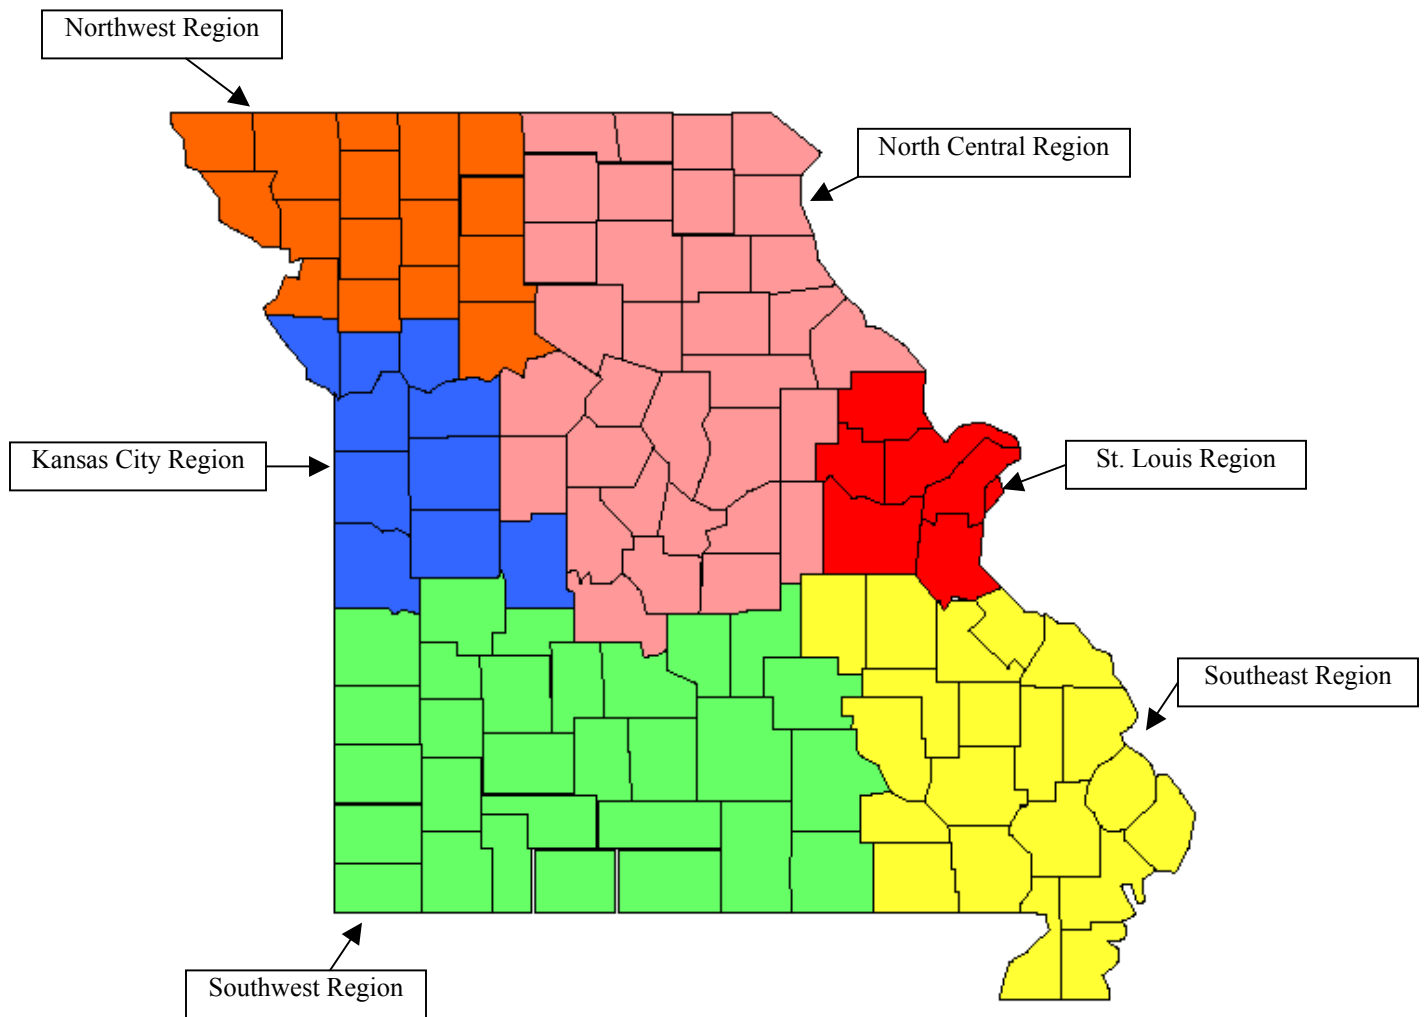 Northwest Region
North Central Region
Kansas City Region
St. Louis Region
Southeast Region
Southwest Region